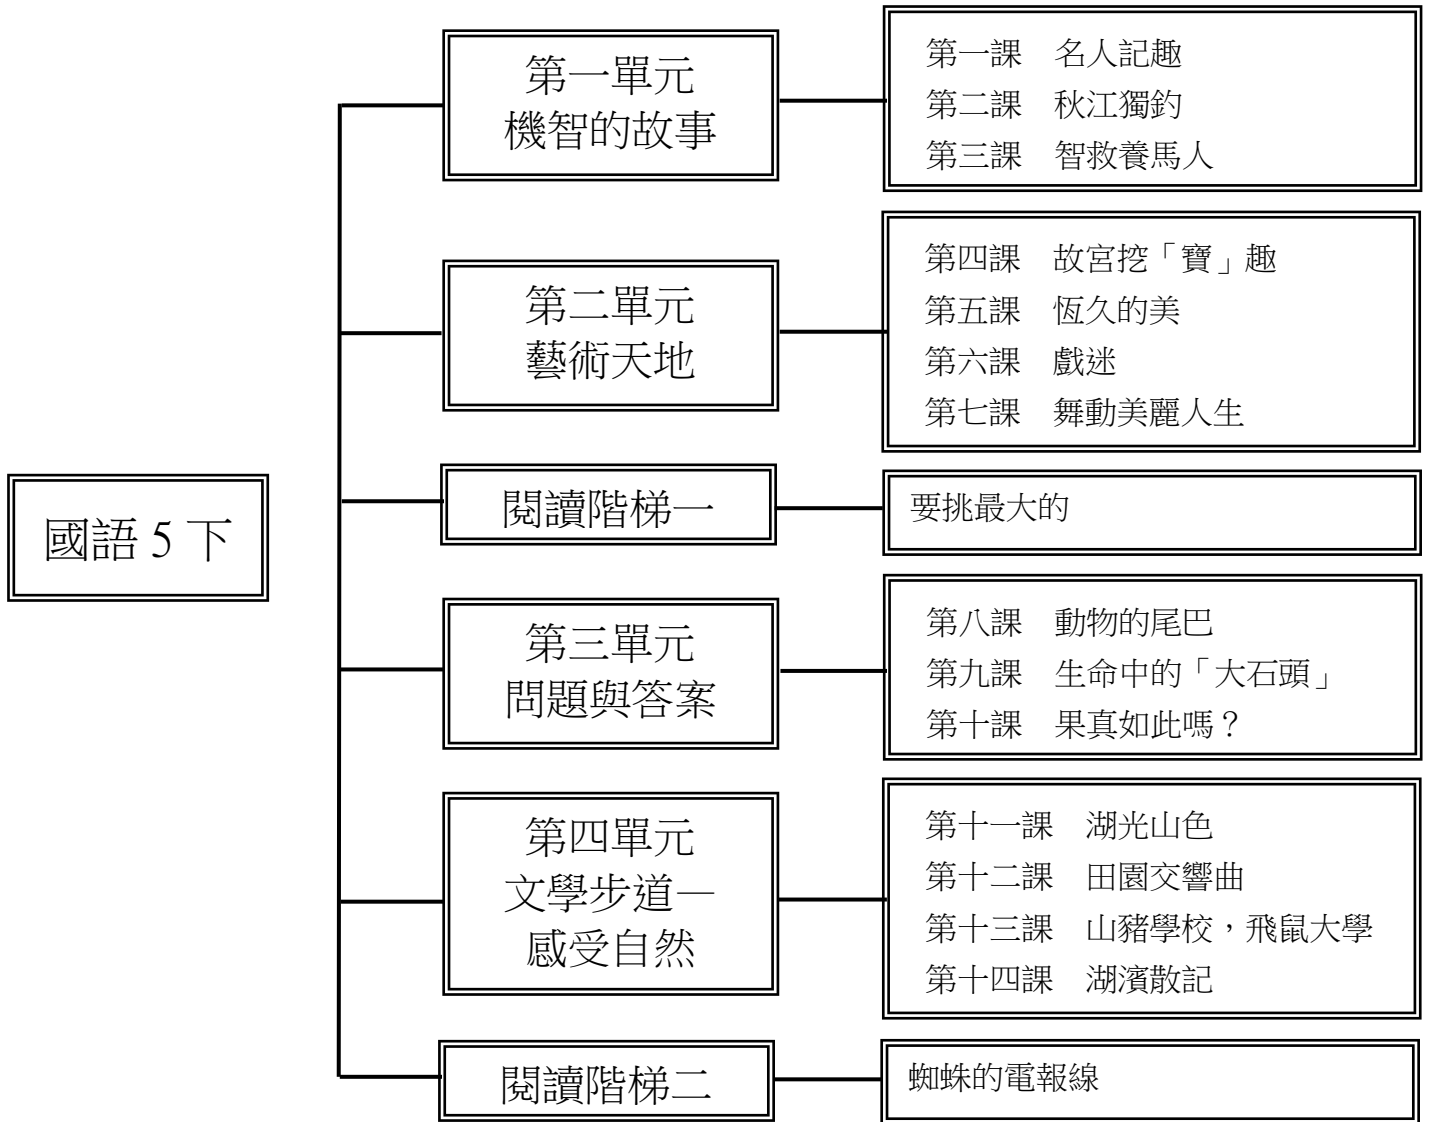 國語 5 下
第一單元
機智的故事
第一課　名人記趣
第二課　秋江獨釣
第三課　智救養馬人
第二單元
藝術天地
第四課　故宮挖「寶」趣
第五課　恆久的美
第六課　戲迷
第七課　舞動美麗人生
閱讀階梯一
要挑最大的
第三單元
問題與答案
第八課　動物的尾巴
第九課　生命中的「大石頭」
第十課　果真如此嗎？
第四單元
文學步道—
感受自然
第十一課　湖光山色
第十二課　田園交響曲
第十三課　山豬學校，飛鼠大學
第十四課　湖濱散記
閱讀階梯二
蜘蛛的電報線